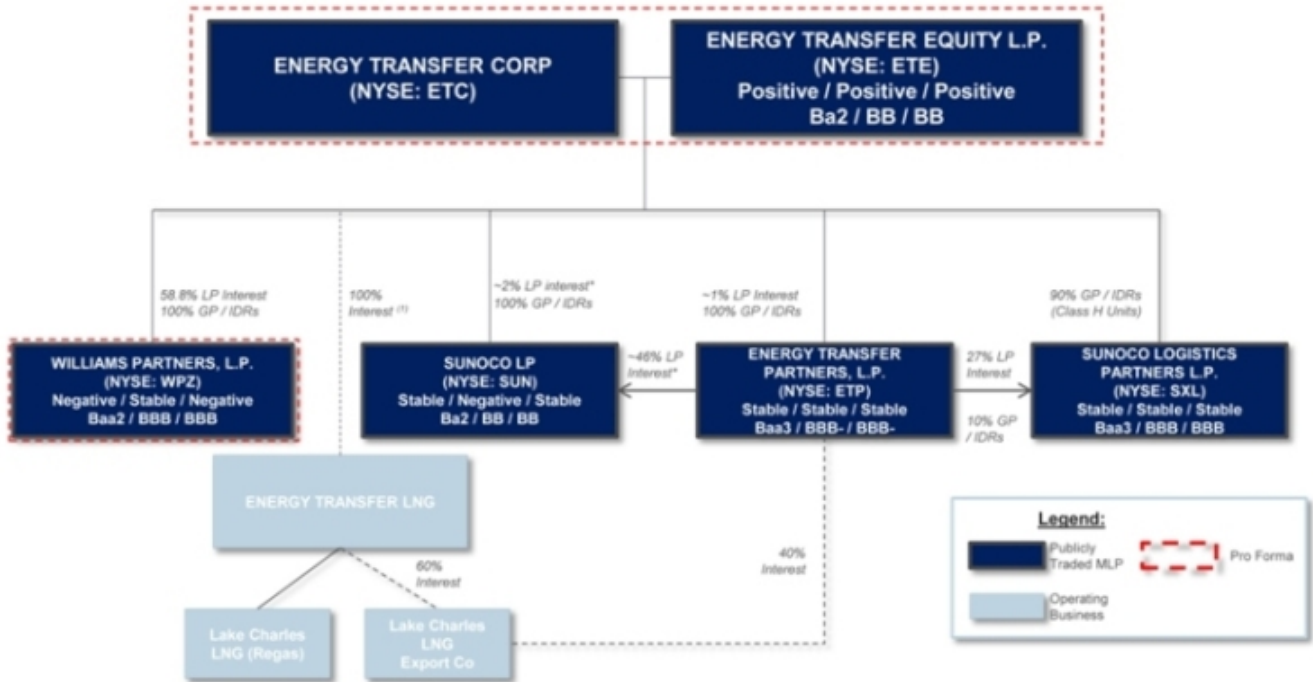 ENERGY TRANSFER CORP
(NYSE: ETC)
ENERGY TRANSFER EQUITY L.P.
(NYSE: ETE)
Positive / Positive / Positive
Ba2 / BB / BB
58.8% LP Interest
100% GP / IDRs
100%
Interest (1)
~2% LP interest*
100% GP / IDRs
~1% LP Interest
100% GP / IDRs
90% GP / IDRs
(Class H Units)
WILLIAMS PARTNERS, L.P.
(NYSE: WPZ)
Negative / Stable / Negative
Baa2 / BBB / BBB
SUNOCO LP
(NYSE: SUN)
Stable / Negative / Stable
Ba2 / BB / BB
~46% LP
Interest*
ENERGY TRANSFER
PARTNERS, L.P.
(NYSE: ETP)
Stable / Stable / Stable
Baa3 / BBB- / BBB-
27% LP
Interest
10% GP
/ IDRs
SUNOCO LOGISTICS
PARTNERS L.P.
(NYSE: SXL)
Stable / Stable / Stable
Baa3 / BBB / BBB
ENERGY TRANSFER LNG
60%
Interest
40%
Interest
Lake Charles
LNG (Regas)
Lake Charles
LNG
Export Co
Legend:
Publicly
Traded MLP
Pro Forma
Operating
Business